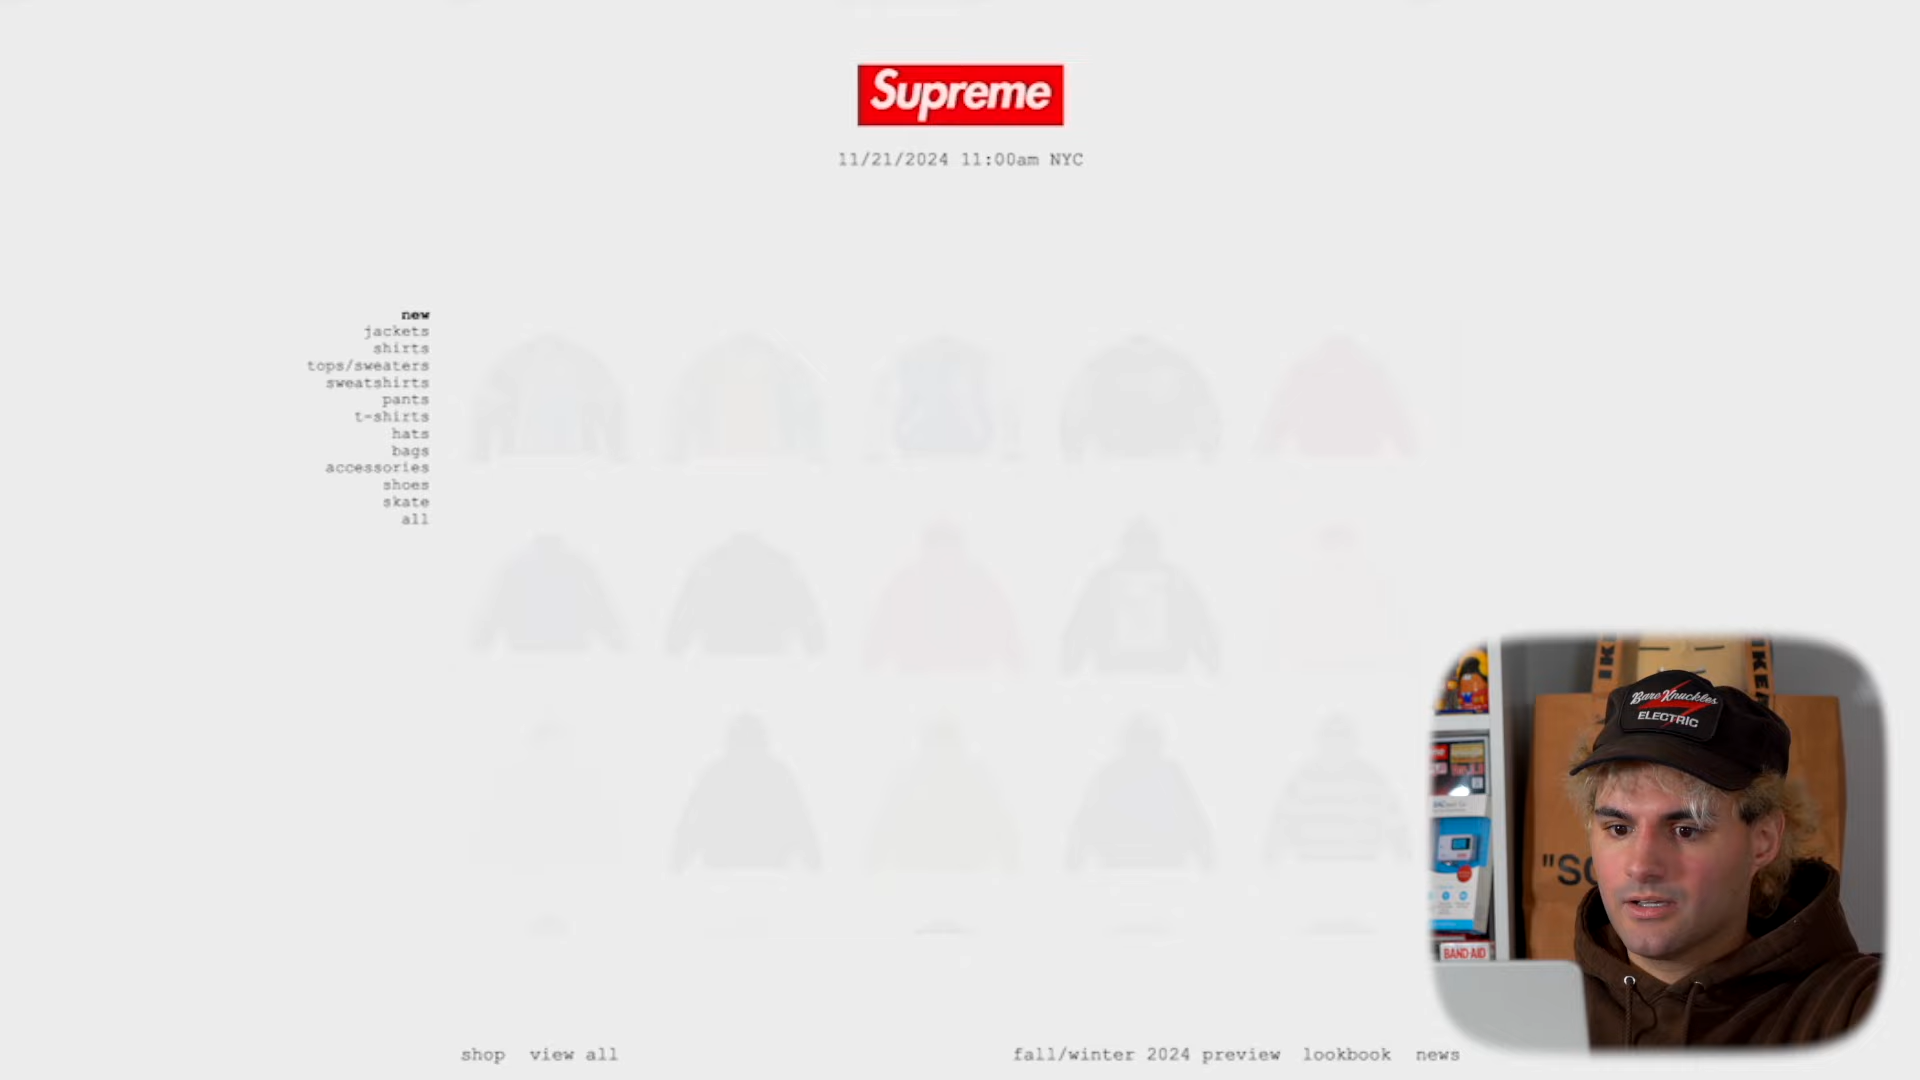 Supreme
11/21/2024 11:00am NYC
new
jackets
shirts
tops/sweaters
sweatshirts
pants
t-shirts
hats
bags
accessories
shoes
skate
all
shop view all
fall/winter 2024 preview lookbook news
Bare Knuckles
ELECTRIC
"SC
BAND AID